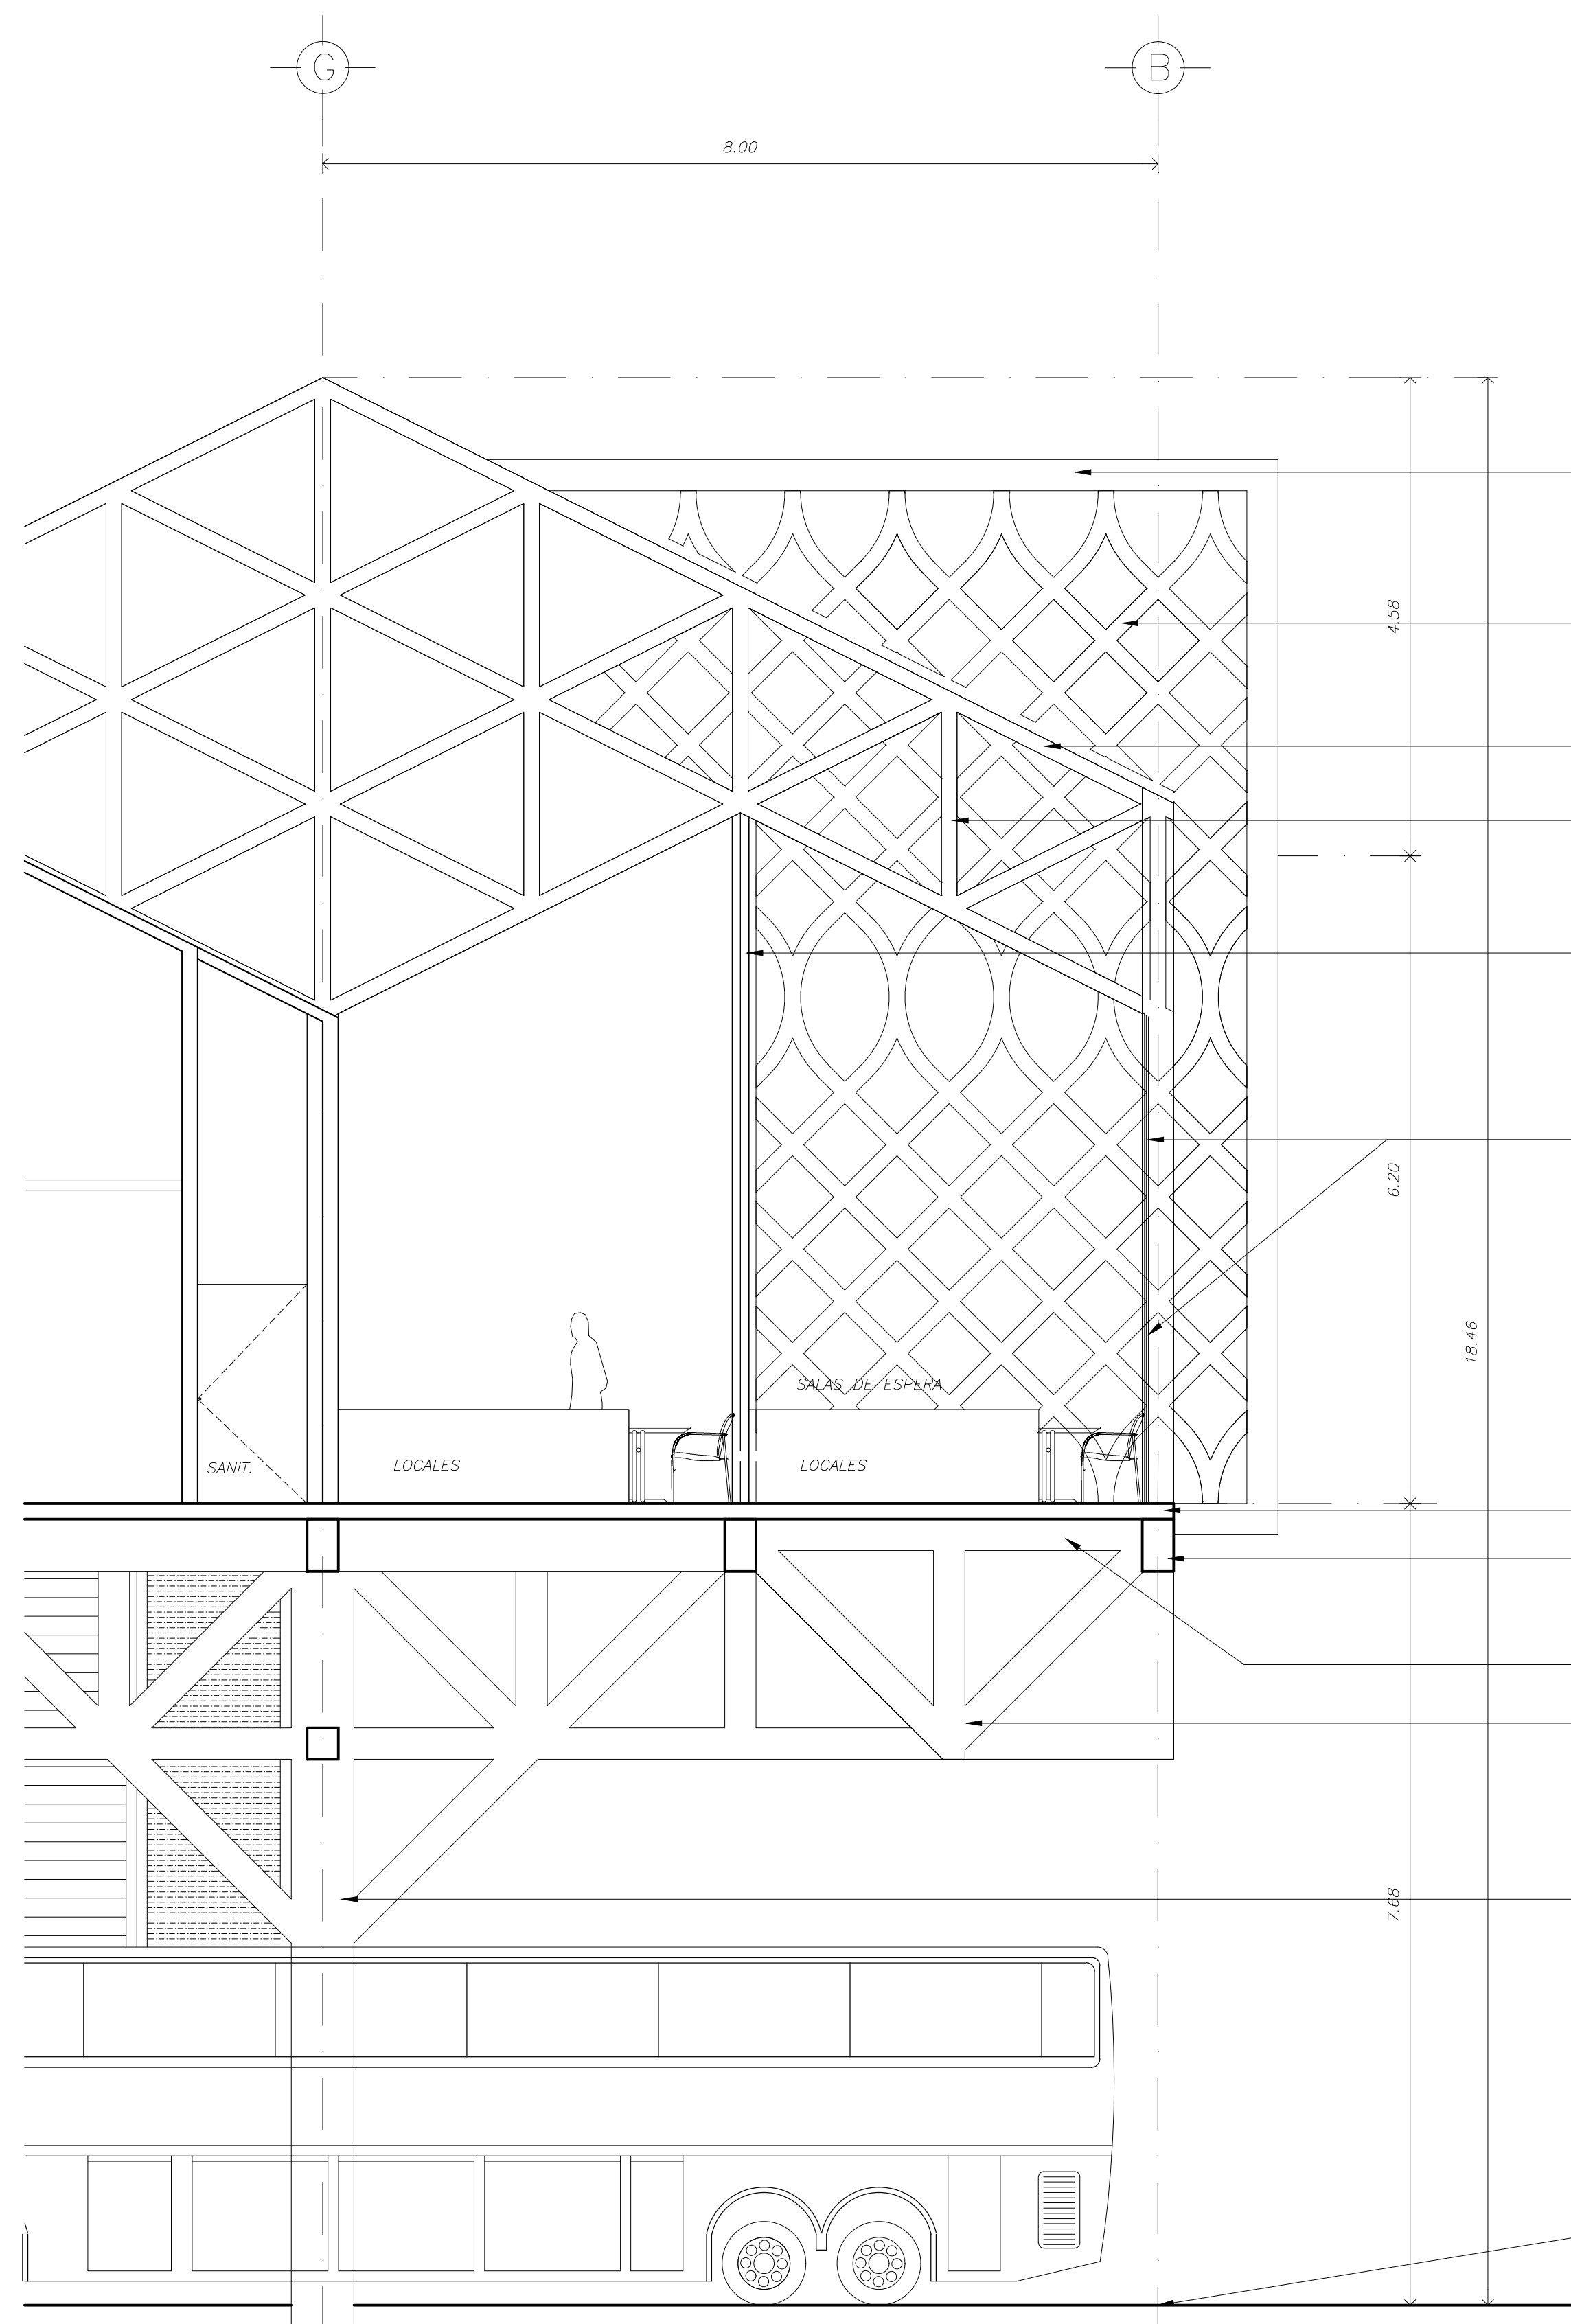 G
B
8.00
4.58
6.20
18.46
SALAS DE ESPERA
SANIT.
LOCALES
LOCALES
7.68